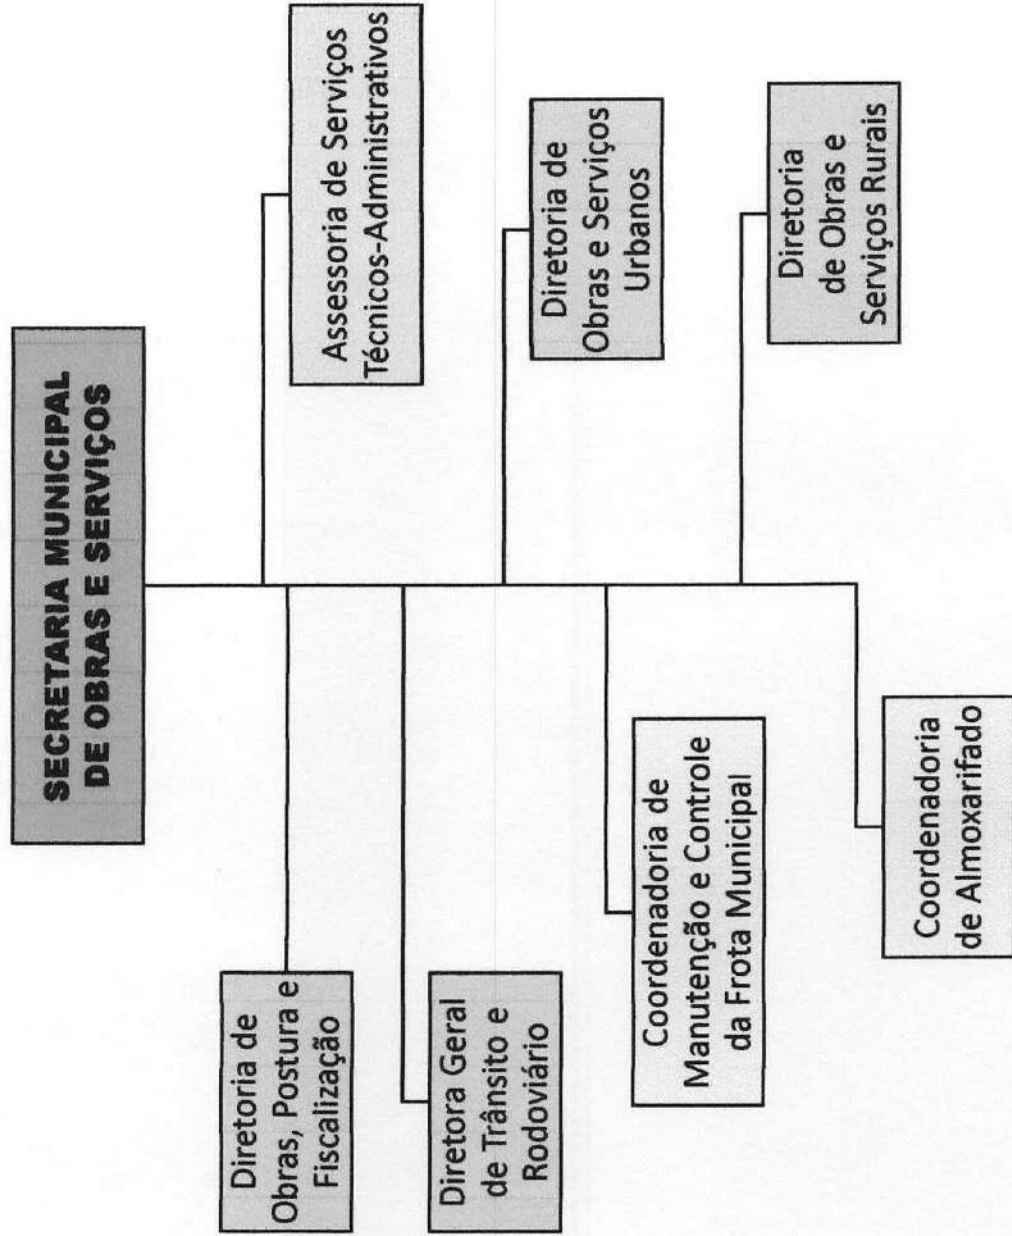 SECRETARIA MUNICIPAL
DE OBRAS E SERVIÇOS
Assessoria de Serviços
Técnicos-Administrativos
Diretoria de
Obras, Postura e
Fiscalização
Diretora Geral
de Trânsito e
Rodoviário
Diretoria de
Obras e Serviços
Urbanos
Coordenadoria de
Manutenção e Controle
da Frota Municipal
Diretoria
de Obras e
Serviços Rurais
Coordenadoria
de Almoxarifado